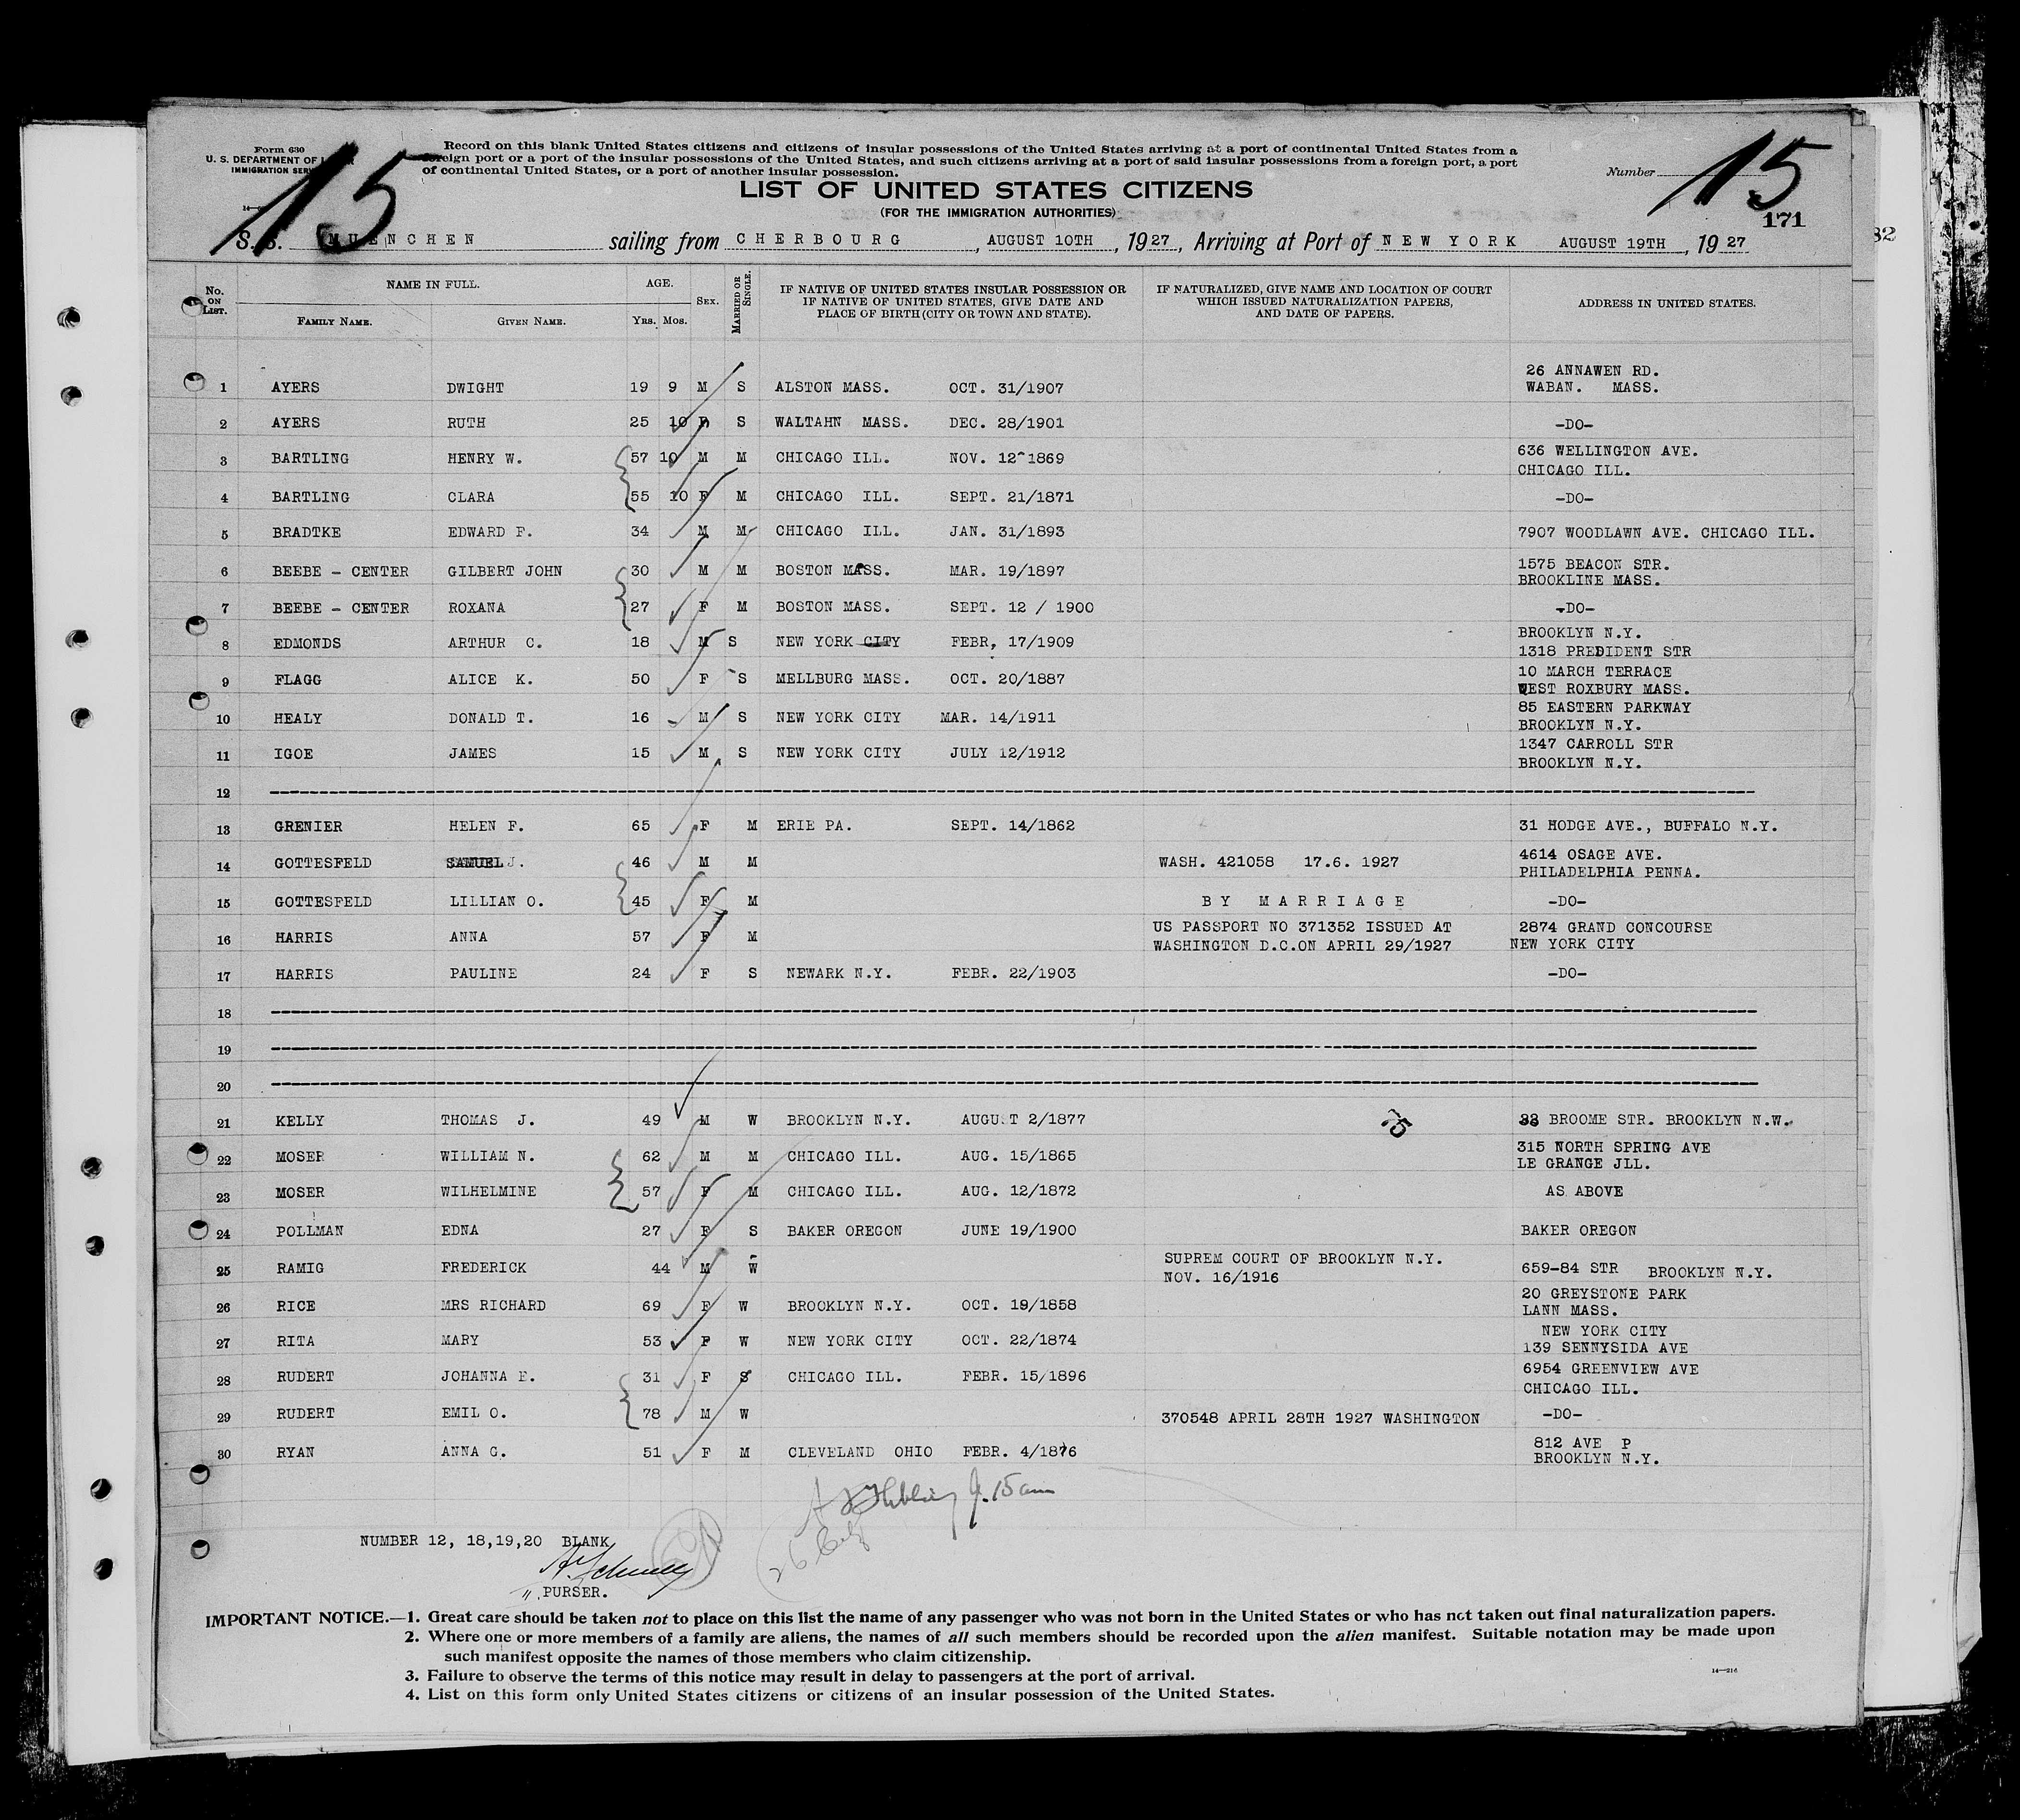 15
15
Form 630
U. S. DEPARTMENT OF
IMMIGRATION
Record on this blank United States citizens and citizens of insular possessions of the United States arriving at a port of continental United States from a
foreign port or a port of the insular possessions of the United States, and such citizens arriving at a port of said insular possessions from a foreign port, a port
of continental United States, or a port of another insular possession.
Number
LIST OF UNITED STATES CITIZENS
(FOR THE IMMIGRATION AUTHORITIES)
171
82
S. S. MUENCHEN sailing from CHERBOURG, AUGUST 10TH, 1927, Arriving at Port of NEW YORK AUGUST 19TH, 1927
No. ON LIST. NAME IN FULL. FAMILY NAME. GIVEN NAME. AGE. YRS. MOS. SEX. MARRIED OR SINGLE. IF NATIVE OF UNITED STATES INSULAR POSSESSION OR IF NATIVE OF UNITED STATES, GIVE DATE AND PLACE OF BIRTH (CITY OR TOWN AND STATE). IF NATURALIZED, GIVE NAME AND LOCATION OF COURT WHICH ISSUED NATURALIZATION PAPERS, AND DATE OF PAPERS. ADDRESS IN UNITED STATES.
1 AYERS DWIGHT 19 9 M S ALSTON MASS. OCT. 31/1907 26 ANNAWEN RD. WABAN. MASS.
2 AYERS RUTH 25 10 F S WALTAHN MASS. DEC. 28/1901 -DO-
3 BARTLING HENRY W. 57 10 M M CHICAGO ILL. NOV. 12-1869 636 WELLINGTON AVE. CHICAGO ILL.
4 BARTLING CLARA 55 10 F M CHICAGO ILL. SEPT. 21/1871 -DO-
5 BRADTKE EDWARD F. 34 M M CHICAGO ILL. JAN. 31/1893 7907 WOODLAWN AVE. CHICAGO ILL.
6 BEEBE - CENTER GILBERT JOHN 30 M M BOSTON MASS. MAR. 19/1897 1575 BEACON STR. BROOKLINE MASS.
7 BEEBE - CENTER ROXANA 27 F M BOSTON MASS. SEPT. 12 / 1900 -DO-
8 EDMONDS ARTHUR C. 18 M S NEW YORK CITY FEBR, 17/1909 BROOKLYN N.Y. 1318 PREDIDENT STR
9 FLAGG ALICE K. 50 F S MELLBURG MASS. OCT. 20/1887 10 MARCH TERRACE WEST ROXBURY MASS.
10 HEALY DONALD T. 16 M S NEW YORK CITY MAR. 14/1911 85 EASTERN PARKWAY BROOKLYN N.Y.
11 IGOE JAMES 15 M S NEW YORK CITY JULY 12/1912 1347 CARROLL STR BROOKLYN N.Y.
12
13 GRENIER HELEN F. 65 F M ERIE PA. SEPT. 14/1862 31 HODGE AVE., BUFFALO N.Y.
14 GOTTESFELD SAMUEL J. 46 M M WASH. 421058 17.6. 1927 4614 OSAGE AVE. PHILADELPHIA PENNA.
15 GOTTESFELD LILLIAN O. 45 F M BY MARRIAGE -DO-
16 HARRIS ANNA 57 F M US PASSPORT NO 371352 ISSUED AT WASHINGTON D.C.ON APRIL 29/1927 2874 GRAND CONCOURSE NEW YORK CITY
17 HARRIS PAULINE 24 F S NEWARK N.Y. FEBR. 22/1903 -DO-
18
19
20
21 KELLY THOMAS J. 49 M W BROOKLYN N.Y. AUGUST 2/1877 BROOME STR. BROOKLYN N.W.
22 MOSER WILLIAM N. 62 M M CHICAGO ILL. AUG. 15/1865 315 NORTH SPRING AVE LE GRANGE JLL.
23 MOSER WILHELMINE 57 F M CHICAGO ILL. AUG. 12/1872 AS ABOVE
24 POLLMAN EDNA 27 F S BAKER OREGON JUNE 19/1900 BAKER OREGON
25 RAMIG FREDERICK 44 M W SUPREM COURT OF BROOKLYN N.Y. NOV. 16/1916 659-84 STR BROOKLYN N.Y.
26 RICE MRS RICHARD 69 F W BROOKLYN N.Y. OCT. 19/1858 20 GREYSTONE PARK LANN MASS.
27 RITA MARY 53 F W NEW YORK CITY OCT. 22/1874 NEW YORK CITY 139 SENNYSIDA AVE
28 RUDERT JOHANNA E. 31 F S CHICAGO ILL. FEBR. 15/1896 6954 GREENVIEW AVE CHICAGO ILL.
29 RUDERT EMIL O. 78 M W 370548 APRIL 28TH 1927 WASHINGTON -DO-
30 RYAN ANNA G. 51 F M CLEVELAND OHIO FEBR. 4/1876 812 AVE P BROOKLYN N.Y.
NUMBER 12, 18,19,20 BLANK
PURSER.
IMPORTANT NOTICE.—1. Great care should be taken not to place on this list the name of any passenger who was not born in the United States or who has not taken out final naturalization papers.
2. Where one or more members of a family are aliens, the names of all such members should be recorded upon the alien manifest. Suitable notation may be made upon
such manifest opposite the names of those members who claim citizenship.
3. Failure to observe the terms of this notice may result in delay to passengers at the port of arrival.
4. List on this form only United States citizens or citizens of an insular possession of the United States.